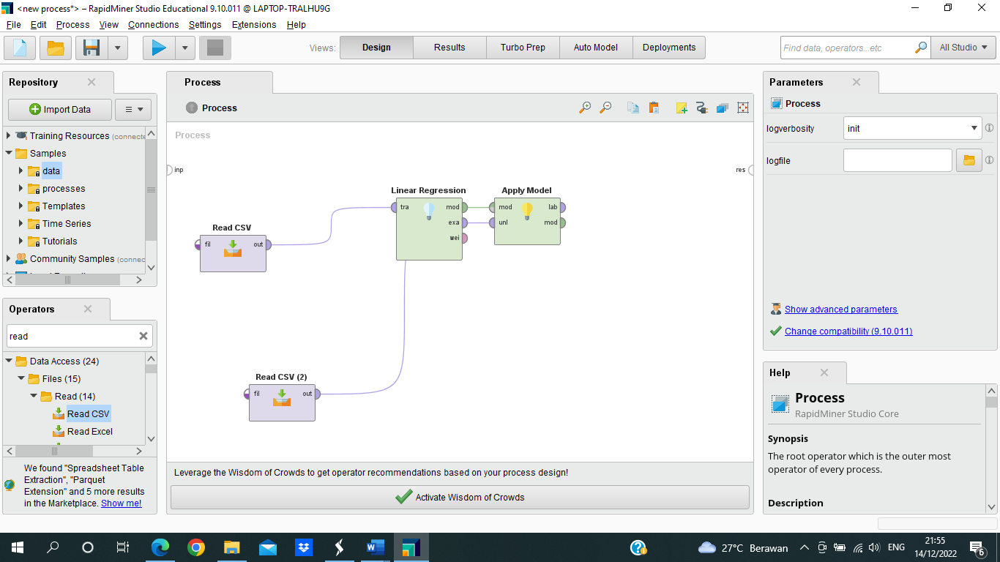 <new process*> – RapidMiner Studio Educational 9.10.011 @ LAPTOP-TRALHU9G
File Edit Process View Connections Settings Extensions Help
Views: Design Results Turbo Prep Auto Model Deployments Find data, operators...etc All Studio
Repository
Import Data
Training Resources (connecte
Samples
data
processes
Templates
Time Series
Tutorials
Community Samples (connec
Operators
read
Data Access (24)
Files (15)
Read (14)
Read CSV
Read Excel
We found "Spreadsheet Table
Extraction", "Parquet
Extension" and 5 more results
in the Marketplace. Show me!
Process
Process
Process
inp
res
Linear Regression
tra mod
exa
wei
Apply Model
mod lab
unl mod
Read CSV
fil out
Read CSV (2)
fil out
Leverage the Wisdom of Crowds to get operator recommendations based on your process design!
Activate Wisdom of Crowds
Parameters
Process
logverbosity init
logfile
Show advanced parameters
Change compatibility (9.10.011)
Help
Process
RapidMiner Studio Core
Synopsis
The root operator which is the outer most
operator of every process.
Description
27°C Berawan ENG
21:55
14/12/2022
6